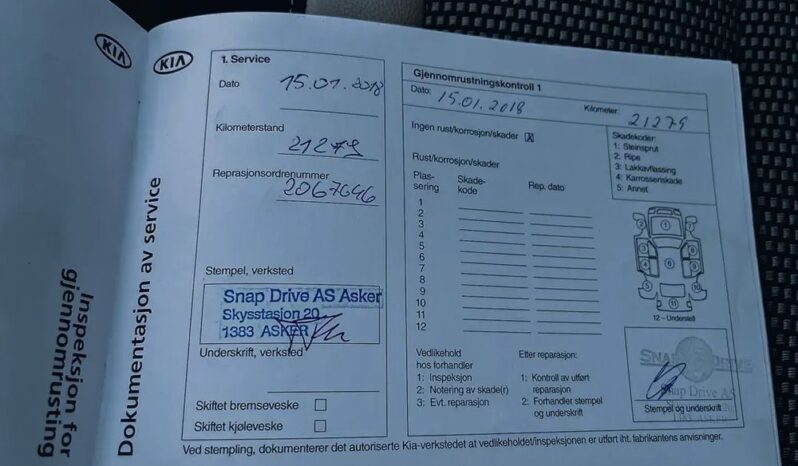 KIA
Inspeksjon for
gjennomrusting
KIA
Dokumentasjon av service
1. Service
Dato
15.01.2018
Kilometerstand
21279
Reprasjonsordrenummer
2067646
Stempel, verksted
Snap Drive AS Asker
Skysstasjon 20
1383 ASKER
Underskrift, verksted
Skiftet bremseveske
Skiftet kjøleveske
Gjennomrustningskontroll 1
Dato:
15.01.2018
Kilometer:
21279
Ingen rust/korrosjon/skader X
Rust/korrosjon/skader
Plas-
sering
Skade-
kode
Rep. dato
1
2
3
4
5
6
7
8
9
10
11
12
Skadekoder:
1: Steinsprut
2: Ripe
3: Lakkavflassing
4: Karosseriskade
5: Annet
12 – Understell
Vedlikehold
hos forhandler
1: Inspeksjon
2: Notering av skade(r)
3: Evt. reparasjon
Etter reparasjon:
1: Kontroll av utført
reparasjon
2: Forhandler stempel
og underskrift
SNAP DRIVE
Snap Drive AS
Stempel og underskrift
Ved stempling, dokumenterer det autoriserte Kia-verkstedet at vedlikeholdet/inspeksjonen er utført iht. fabrikantens anvisninger.